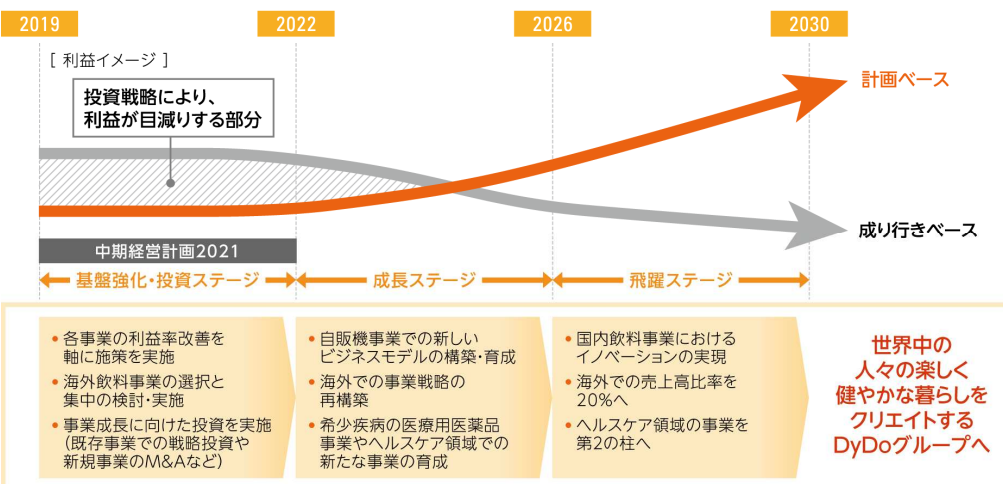 2019
2022
2026
2030
[ 利益イメージ ]
投資戦略により、
利益が目減りする部分
計画ベース
成り行きベース
中期経営計画2021
基盤強化・投資ステージ
成長ステージ
飛躍ステージ
• 各事業の利益率改善を
軸に施策を実施
• 海外飲料事業の選択と
集中の検討・実施
• 事業成長に向けた投資を実施
(既存事業での戦略投資や
新規事業のM&Aなど)
• 自販機事業での新しい
ビジネスモデルの構築・育成
• 海外での事業戦略の
再構築
• 希少疾病の医療用医薬品
事業やヘルスケア領域での
新たな事業の育成
• 国内飲料事業における
イノベーションの実現
• 海外での売上高比率を
20%へ
• ヘルスケア領域の事業を
第2の柱へ
世界中の
人々の楽しく
健やかな暮らしを
クリエイトする
DyDoグループへ